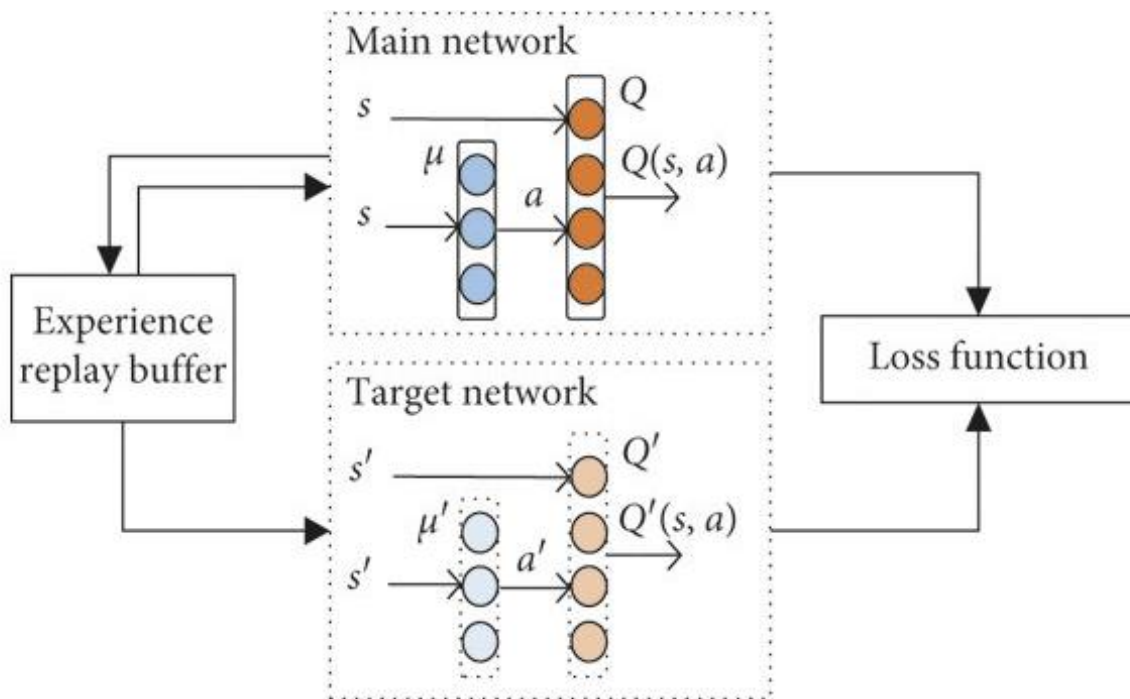 Main network
s
Q
μ
Q(s, a)
s
a
Experience
replay buffer
Loss function
Target network
s′
Q′
μ′
Q′(s, a)
s′
a′